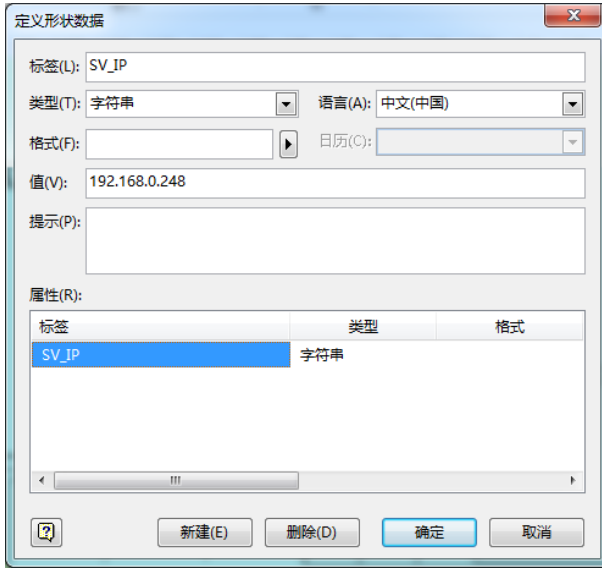 定义形状数据
标签(L): SV_IP
类型(T): 字符串 语言(A): 中文(中国)
格式(F): 日历(C):
值(V): 192.168.0.248
提示(P):
属性(R):
标签 类型 格式
SV_IP 字符串
新建(E) 删除(D) 确定 取消